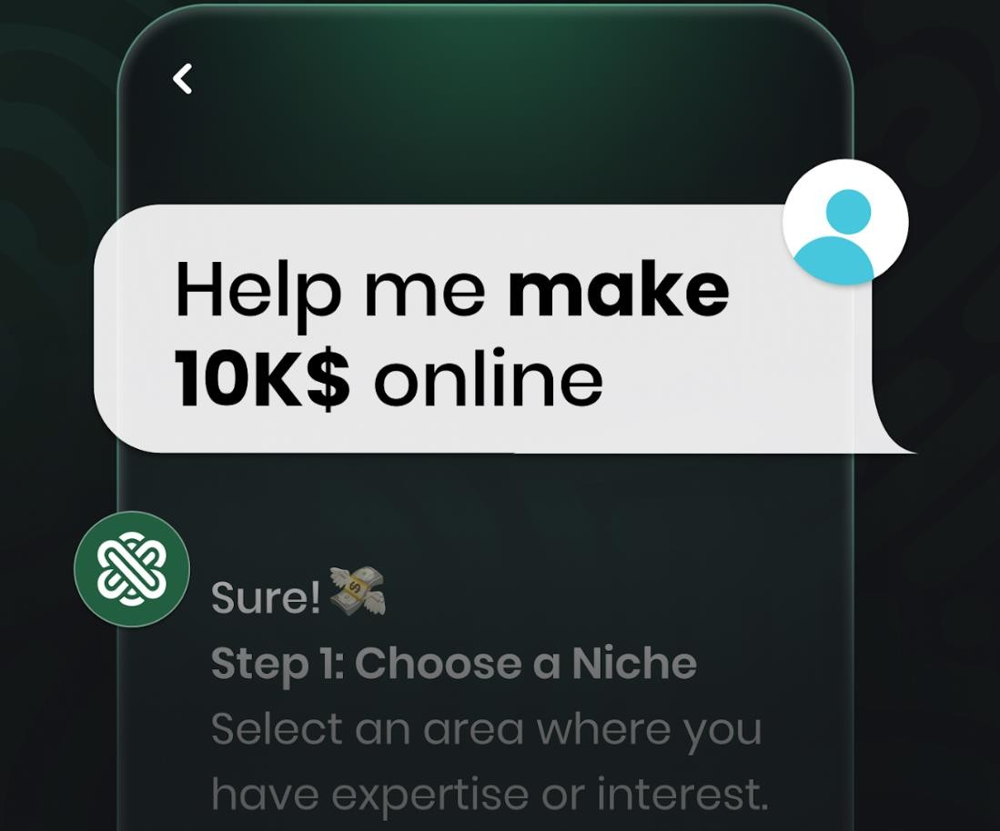 Help me make
10K$ online
Sure!💸
Step 1: Choose a Niche
Select an area where you
have expertise or interest.